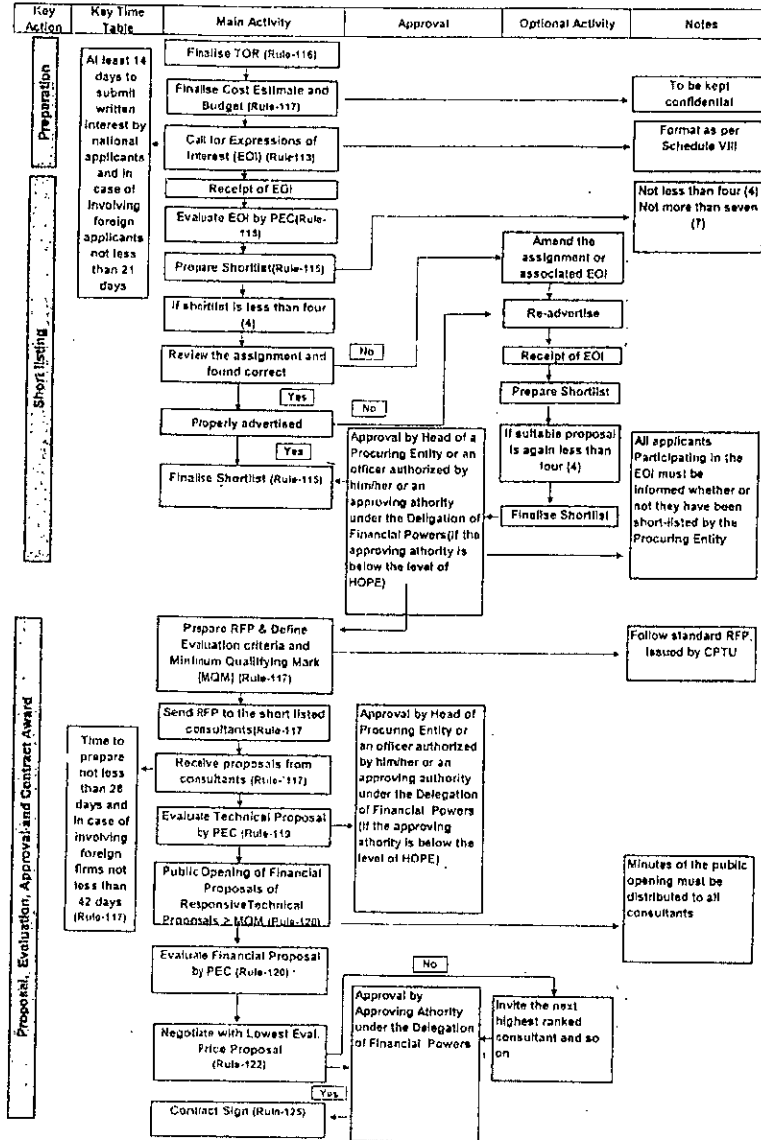 Key Action
Key Time Table
Main Activity
Approval
Optional Activity
Notes
Preparation
At least 14
days to
submit
written
interest by
national
applicants
and in
case of
involving
foreign
applicants
not less
than 21
days
Finalise TOR (Rule-116)
Finalise Cost Estimate and
Budget (Rule-117)
To be kept
confidential
Call for Expressions of
Interest (EOI) (Rule113)
Format as per
Schedule VIII
Short listing
Receipt of EOI
Evaluate EOI by PEC(Rule-
115)
Not less than four (4)
Not more than seven
(7)
Prepare Shortlist(Rule-115)
Amend the
assignment or
associated EOI
If shortlist is less than four
(4)
Re-advertise
Review the assignment and
found correct
No
Receipt of EOI
Yes
Prepare Shortlist
Properly advertised
No
Yes
If suitable proposal
is again less than
four (4)
Finalise Shortlist (Rule-115)
Approval by Head of a
Procuring Entity or an
officer authorized by
him/her or an
approving athority
under the Deligation of
Financial Powers(if the
approving athority is
below the level of
HOPE)
Finalise Shortlist
All applicants
Participating in the
EOI must be
informed whether or
not they have been
short-listed by the
Procuring Entity
Proposal, Evaluation, Approval and Contract Award
Prepare RFP & Define
Evaluation criteria and
Minimum Qualifying Mark
(MQM) (Rule-117)
Follow standard RFP,
issued by CPTU
Send RFP to the short listed
consultants(Rule-117
Time to
prepare
not less
than 28
days and
in case of
involving
foreign
firms not
less than
42 days
(Rule-117)
Receive proposals from
consultants (Rule-117)
Approval by Head of
Procuring Entity or
an officer authorized
by him/her or an
approving authority
under the Delegation
of Financial Powers
(if the approving
athority is below the
level of HOPE)
Evaluate Technical Proposal
by PEC (Rule-119
Public Opening of Financial
Proposals of
ResponsiveTechnical
Proposals ≥ MQM (Rule-120)
Minutes of the public
opening must be
distributed to all
consultants
Evaluate Financial Proposal
by PEC (Rule-120)
No
Negotiate with Lowest Eval.
Price Proposal
(Rule-122)
Approval by
Approving Athority
under the Delegation
of Financial Powers
Invite the next
highest ranked
consultant and so
on
Yes
Contract Sign (Rule-125)